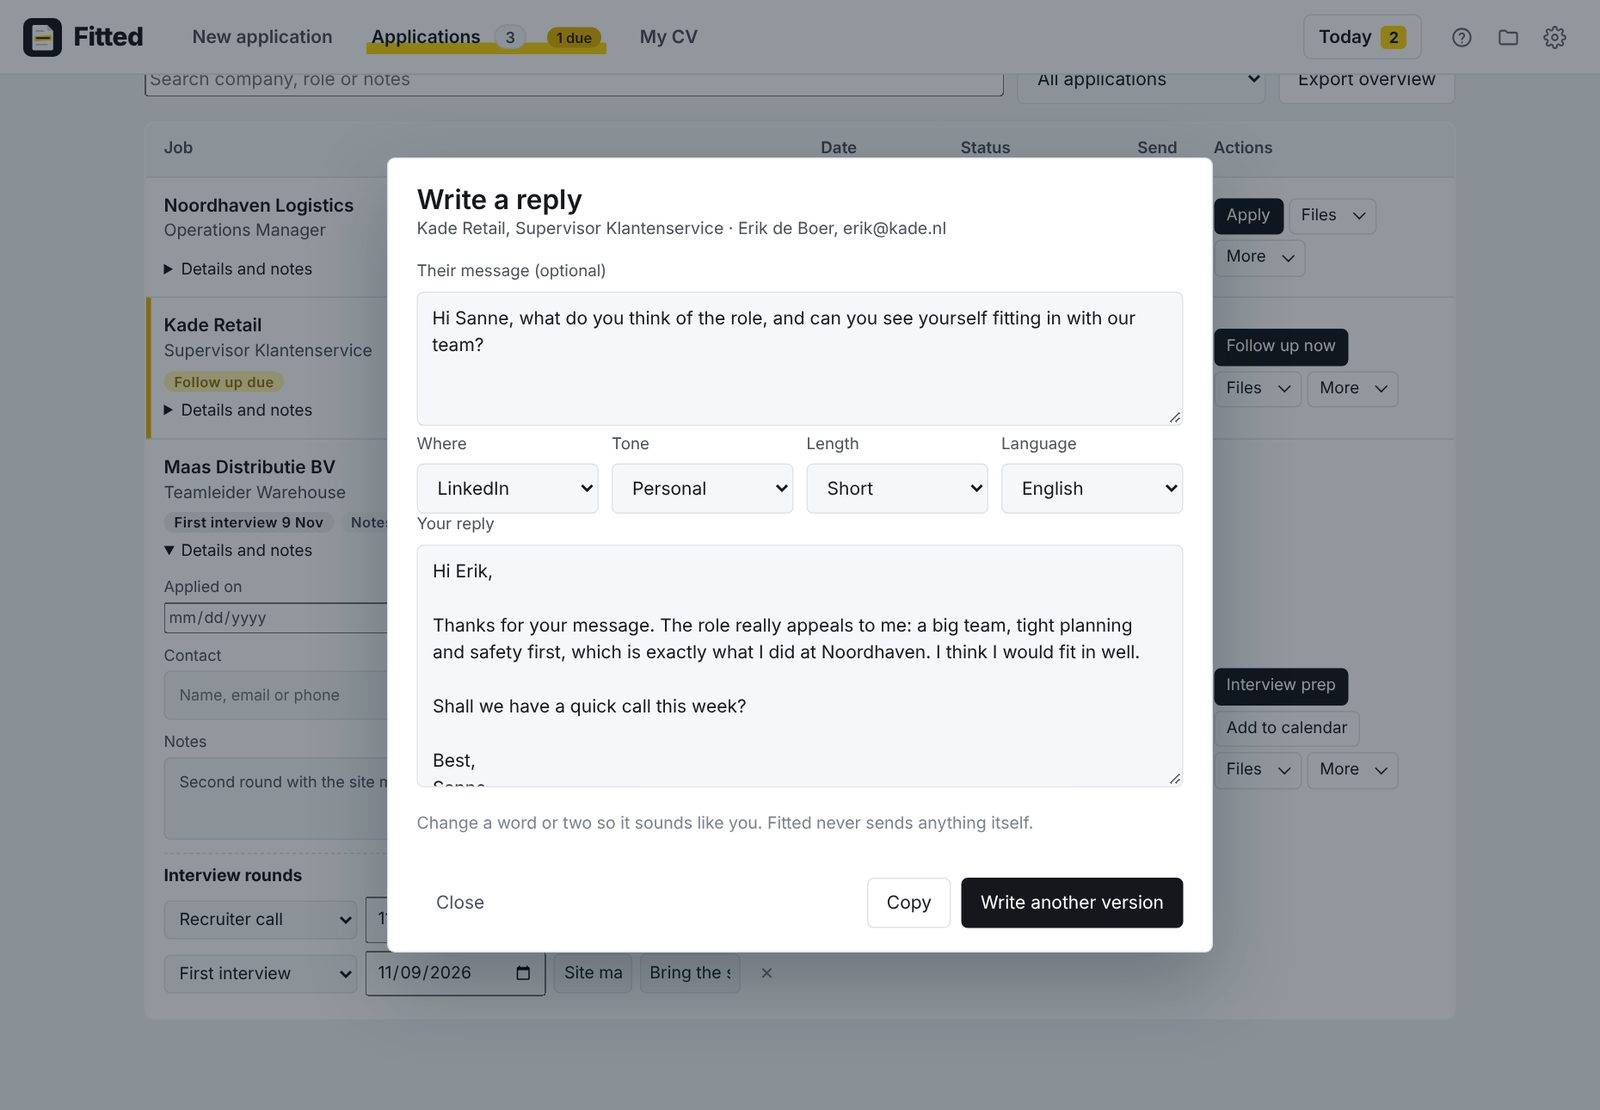 Fitted
New application
Applications 3 1 due
My CV
Today 2
Search company, role or notes
All applications
Export overview
Job Date Status Send Actions
Noordhaven Logistics
Operations Manager
Details and notes
Apply Files
More
Kade Retail
Supervisor Klantenservice
Follow up due
Details and notes
Follow up now
Files More
Maas Distributie BV
Teamleider Warehouse
First interview 9 Nov
Details and notes
Applied on
mm/dd/yyyy
Contact
Name, email or phone
Notes
Second round with the site
Interview prep
Add to calendar
Files More
Interview rounds
Recruiter call
First interview 11/09/2026 Site ma Bring the
Write a reply
Kade Retail, Supervisor Klantenservice · Erik de Boer, erik@kade.nl
Their message (optional)
Hi Sanne, what do you think of the role, and can you see yourself fitting in with our
team?
Where Tone Length Language
LinkedIn Personal Short English
Your reply
Hi Erik,
Thanks for your message. The role really appeals to me: a big team, tight planning
and safety first, which is exactly what I did at Noordhaven. I think I would fit in well.
Shall we have a quick call this week?
Best,
Change a word or two so it sounds like you. Fitted never sends anything itself.
Close
Copy
Write another version